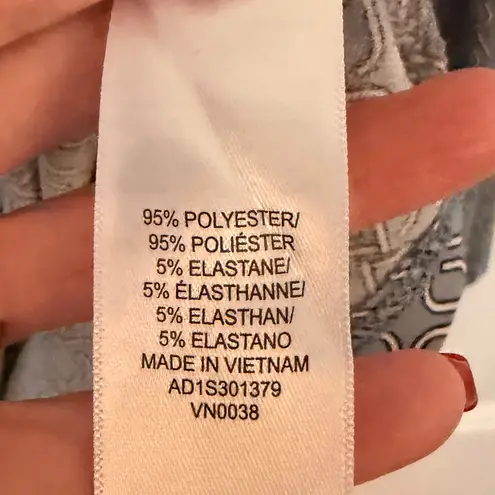 95% POLYESTER/
95% POLIÉSTER
5% ELASTANE/
5% ÉLASTHANNE/
5% ELASTHAN/
5% ELASTANO
MADE IN VIETNAM
AD1S301379
VN0038